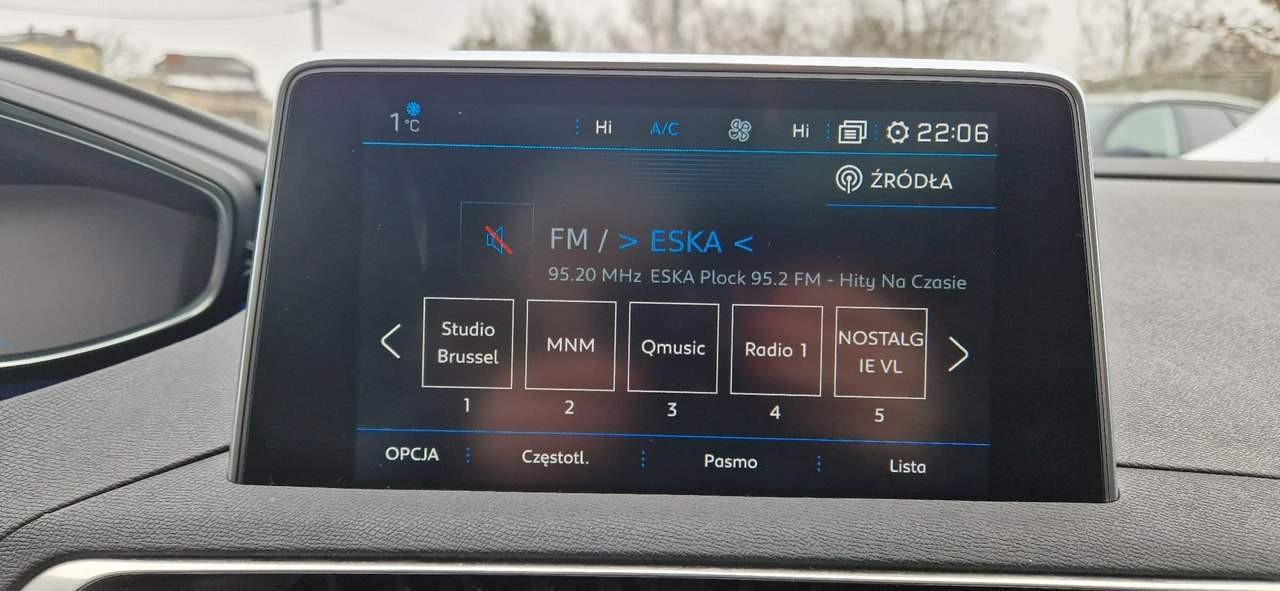 1°C Hi A/C Hi 22:06
ŹRÓDŁA
FM / > ESKA <
95.20 MHz ESKA Plock 95.2 FM - Hity Na Czasie
Studio
Brussel
MNM
Qmusic
Radio 1
NOSTALG
IE VL
1 2 3 4 5
OPCJA Częstotl. Pasmo Lista